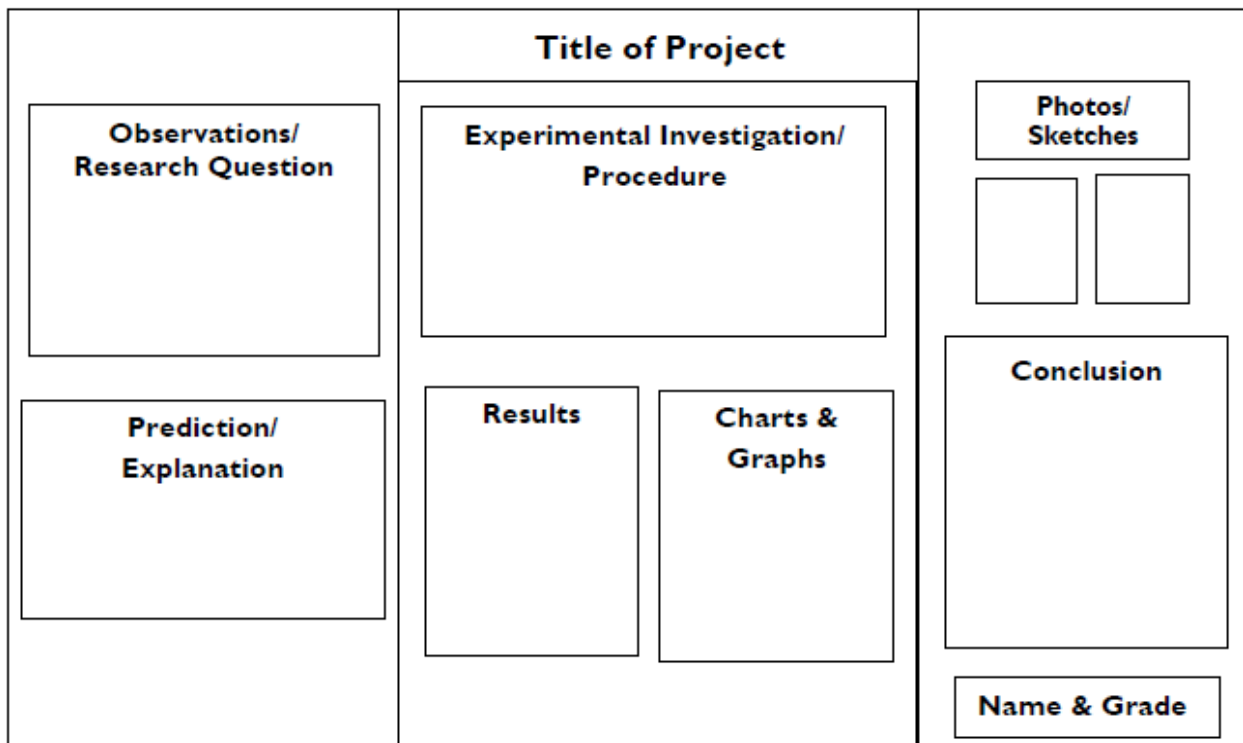 Title of Project
Observations/
Research Question
Prediction/
Explanation
Experimental Investigation/
Procedure
Results
Charts &
Graphs
Photos/
Sketches
Conclusion
Name & Grade